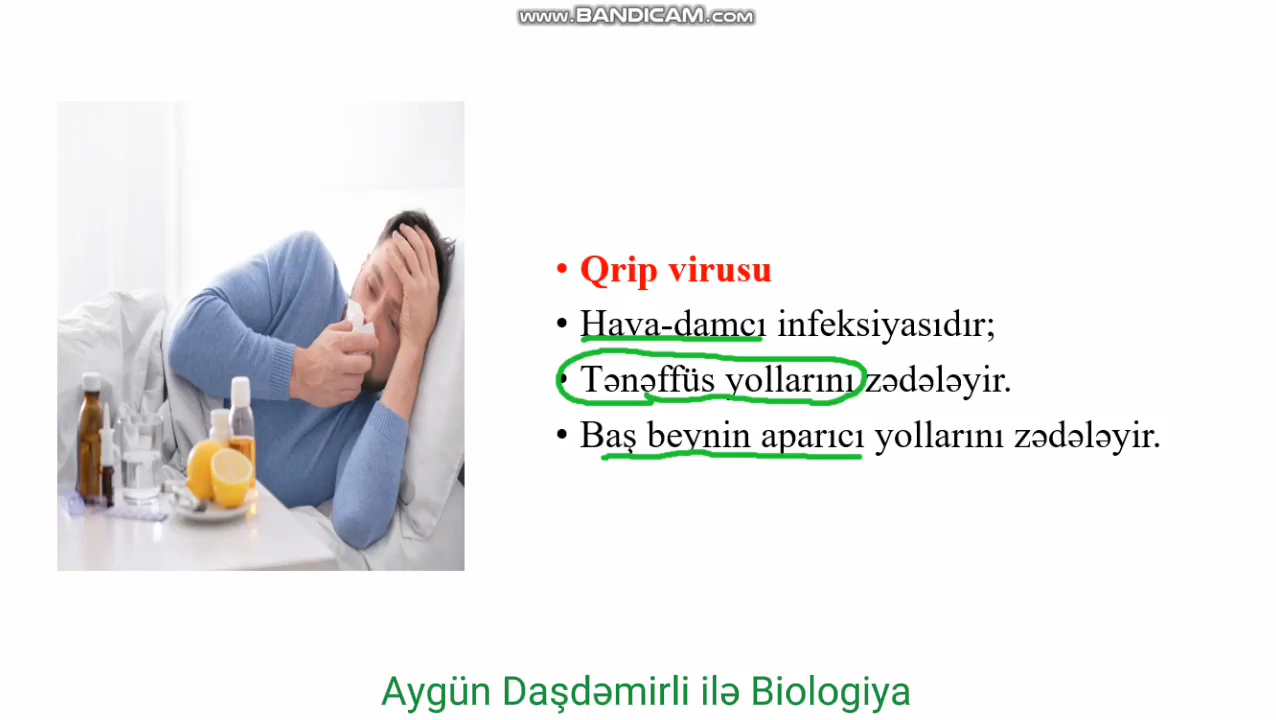 www.BANDICAM.com
• Qrip virusu
• Hava-damcı infeksiyasıdır;
• Tənəffüs yollarını zədələyir.
• Baş beynin aparıcı yollarını zədələyir.
Aygün Daşdəmirli ilə Biologiya